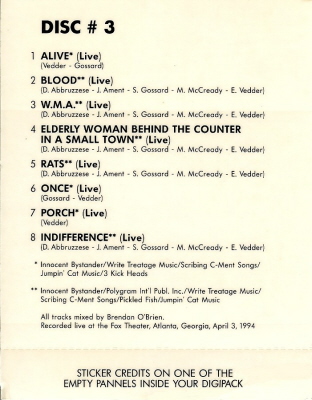 DISC # 3
1 ALIVE* (Live)
(Vedder - Gossard)
2 BLOOD** (Live)
(D. Abbruzzese - J. Ament - S. Gossard - M. McCready - E. Vedder)
3 W.M.A.** (Live)
(D. Abbruzzese - J. Ament - S. Gossard - M. McCready - E. Vedder)
4 ELDERLY WOMAN BEHIND THE COUNTER
IN A SMALL TOWN** (Live)
(D. Abbruzzese - J. Ament - S. Gossard - M. McCready - E. Vedder)
5 RATS** (Live)
(D. Abbruzzese - J. Ament - S. Gossard - M. McCready - E. Vedder)
6 ONCE* (Live)
(Gossard - Vedder)
7 PORCH* (Live)
(Vedder)
8 INDIFFERENCE** (Live)
(D. Abbruzzese - J. Ament - S. Gossard - M. McCready - E. Vedder)
* Innocent Bystander/Write Treatage Music/Scribing C-Ment Songs/
Jumpin' Cat Music/3 Kick Heads
** Innocent Bystander/Polygram Int'l Publ. Inc./Write Treatage Music/
Scribing C-Ment Songs/Pickled Fish/Jumpin' Cat Music
All tracks mixed by Brendan O'Brien.
Recorded live at the Fox Theater, Atlanta, Georgia, April 3, 1994
STICKER CREDITS ON ONE OF THE
EMPTY PANNELS INSIDE YOUR DIGIPACK